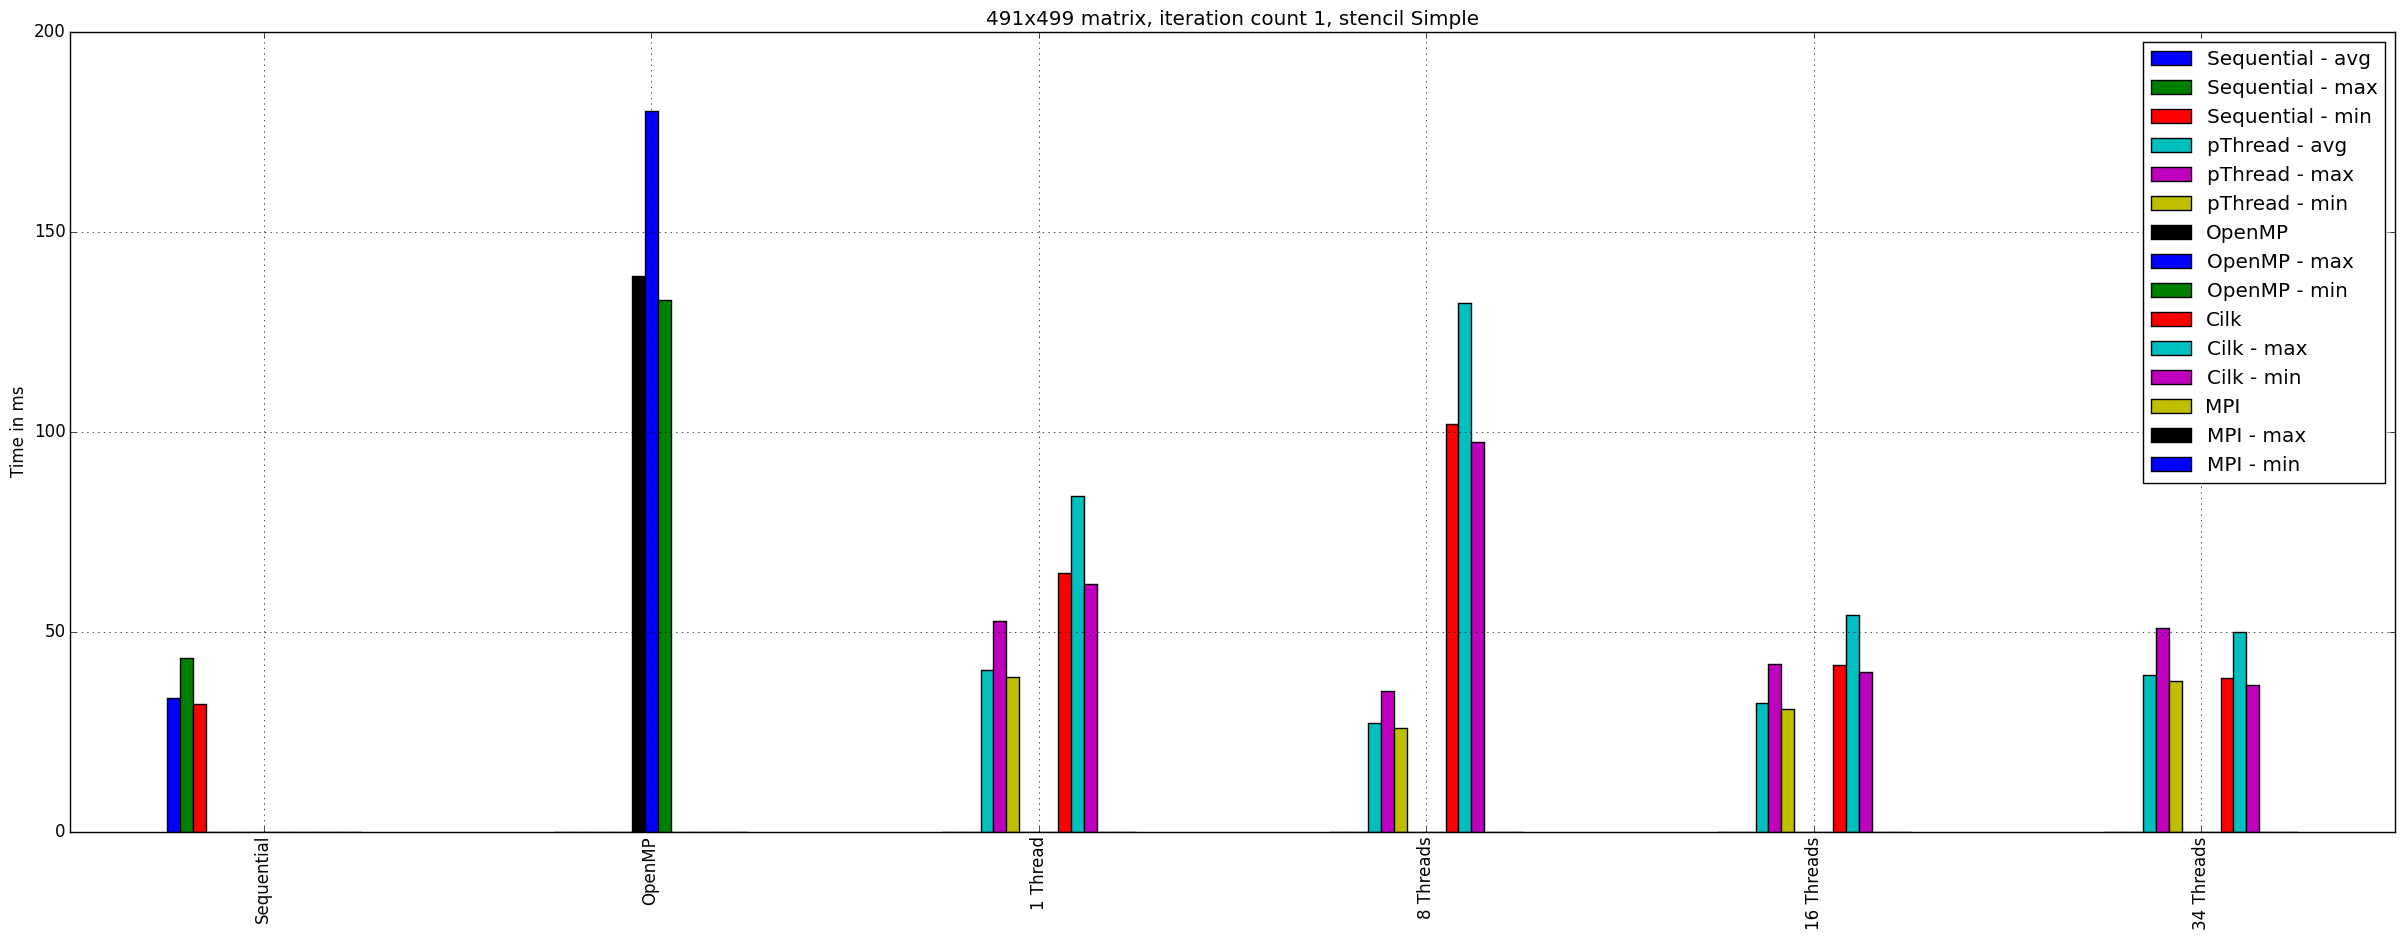 491x499 matrix, iteration count 1, stencil Simple
200
150
100
50
0
Time in ms
Sequential - avg
Sequential - max
Sequential - min
pThread - avg
pThread - max
pThread - min
OpenMP
OpenMP - max
OpenMP - min
Cilk
Cilk - max
Cilk - min
MPI
MPI - max
MPI - min
Sequential
OpenMP
1 Thread
8 Threads
16 Threads
34 Threads